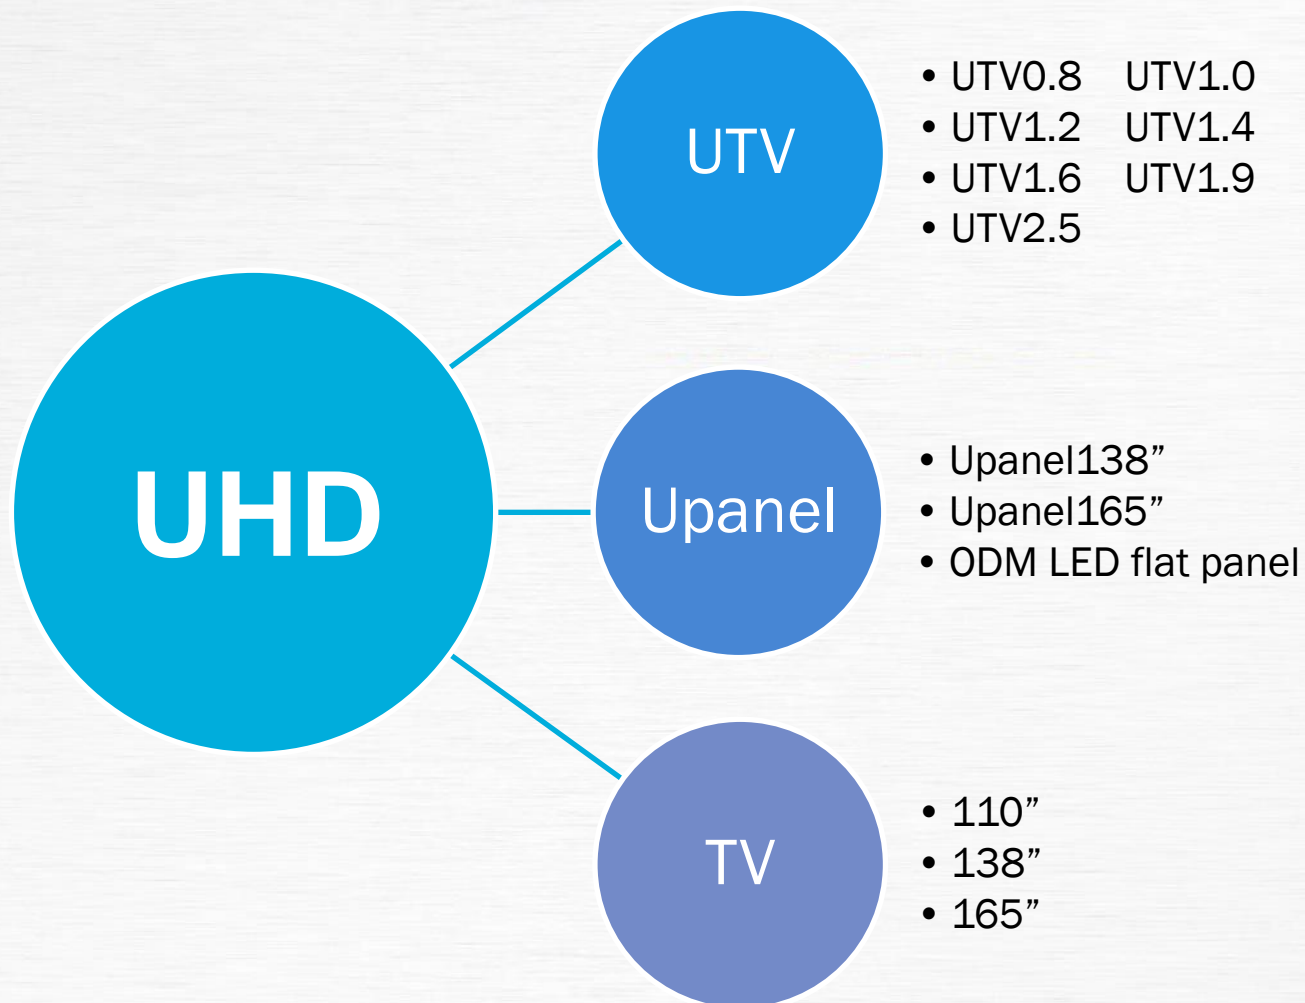 UHD
UTV
• UTV0.8 UTV1.0
• UTV1.2 UTV1.4
• UTV1.6 UTV1.9
• UTV2.5
Upanel
• Upanel138”
• Upanel165”
• ODM LED flat panel
TV
• 110”
• 138”
• 165”